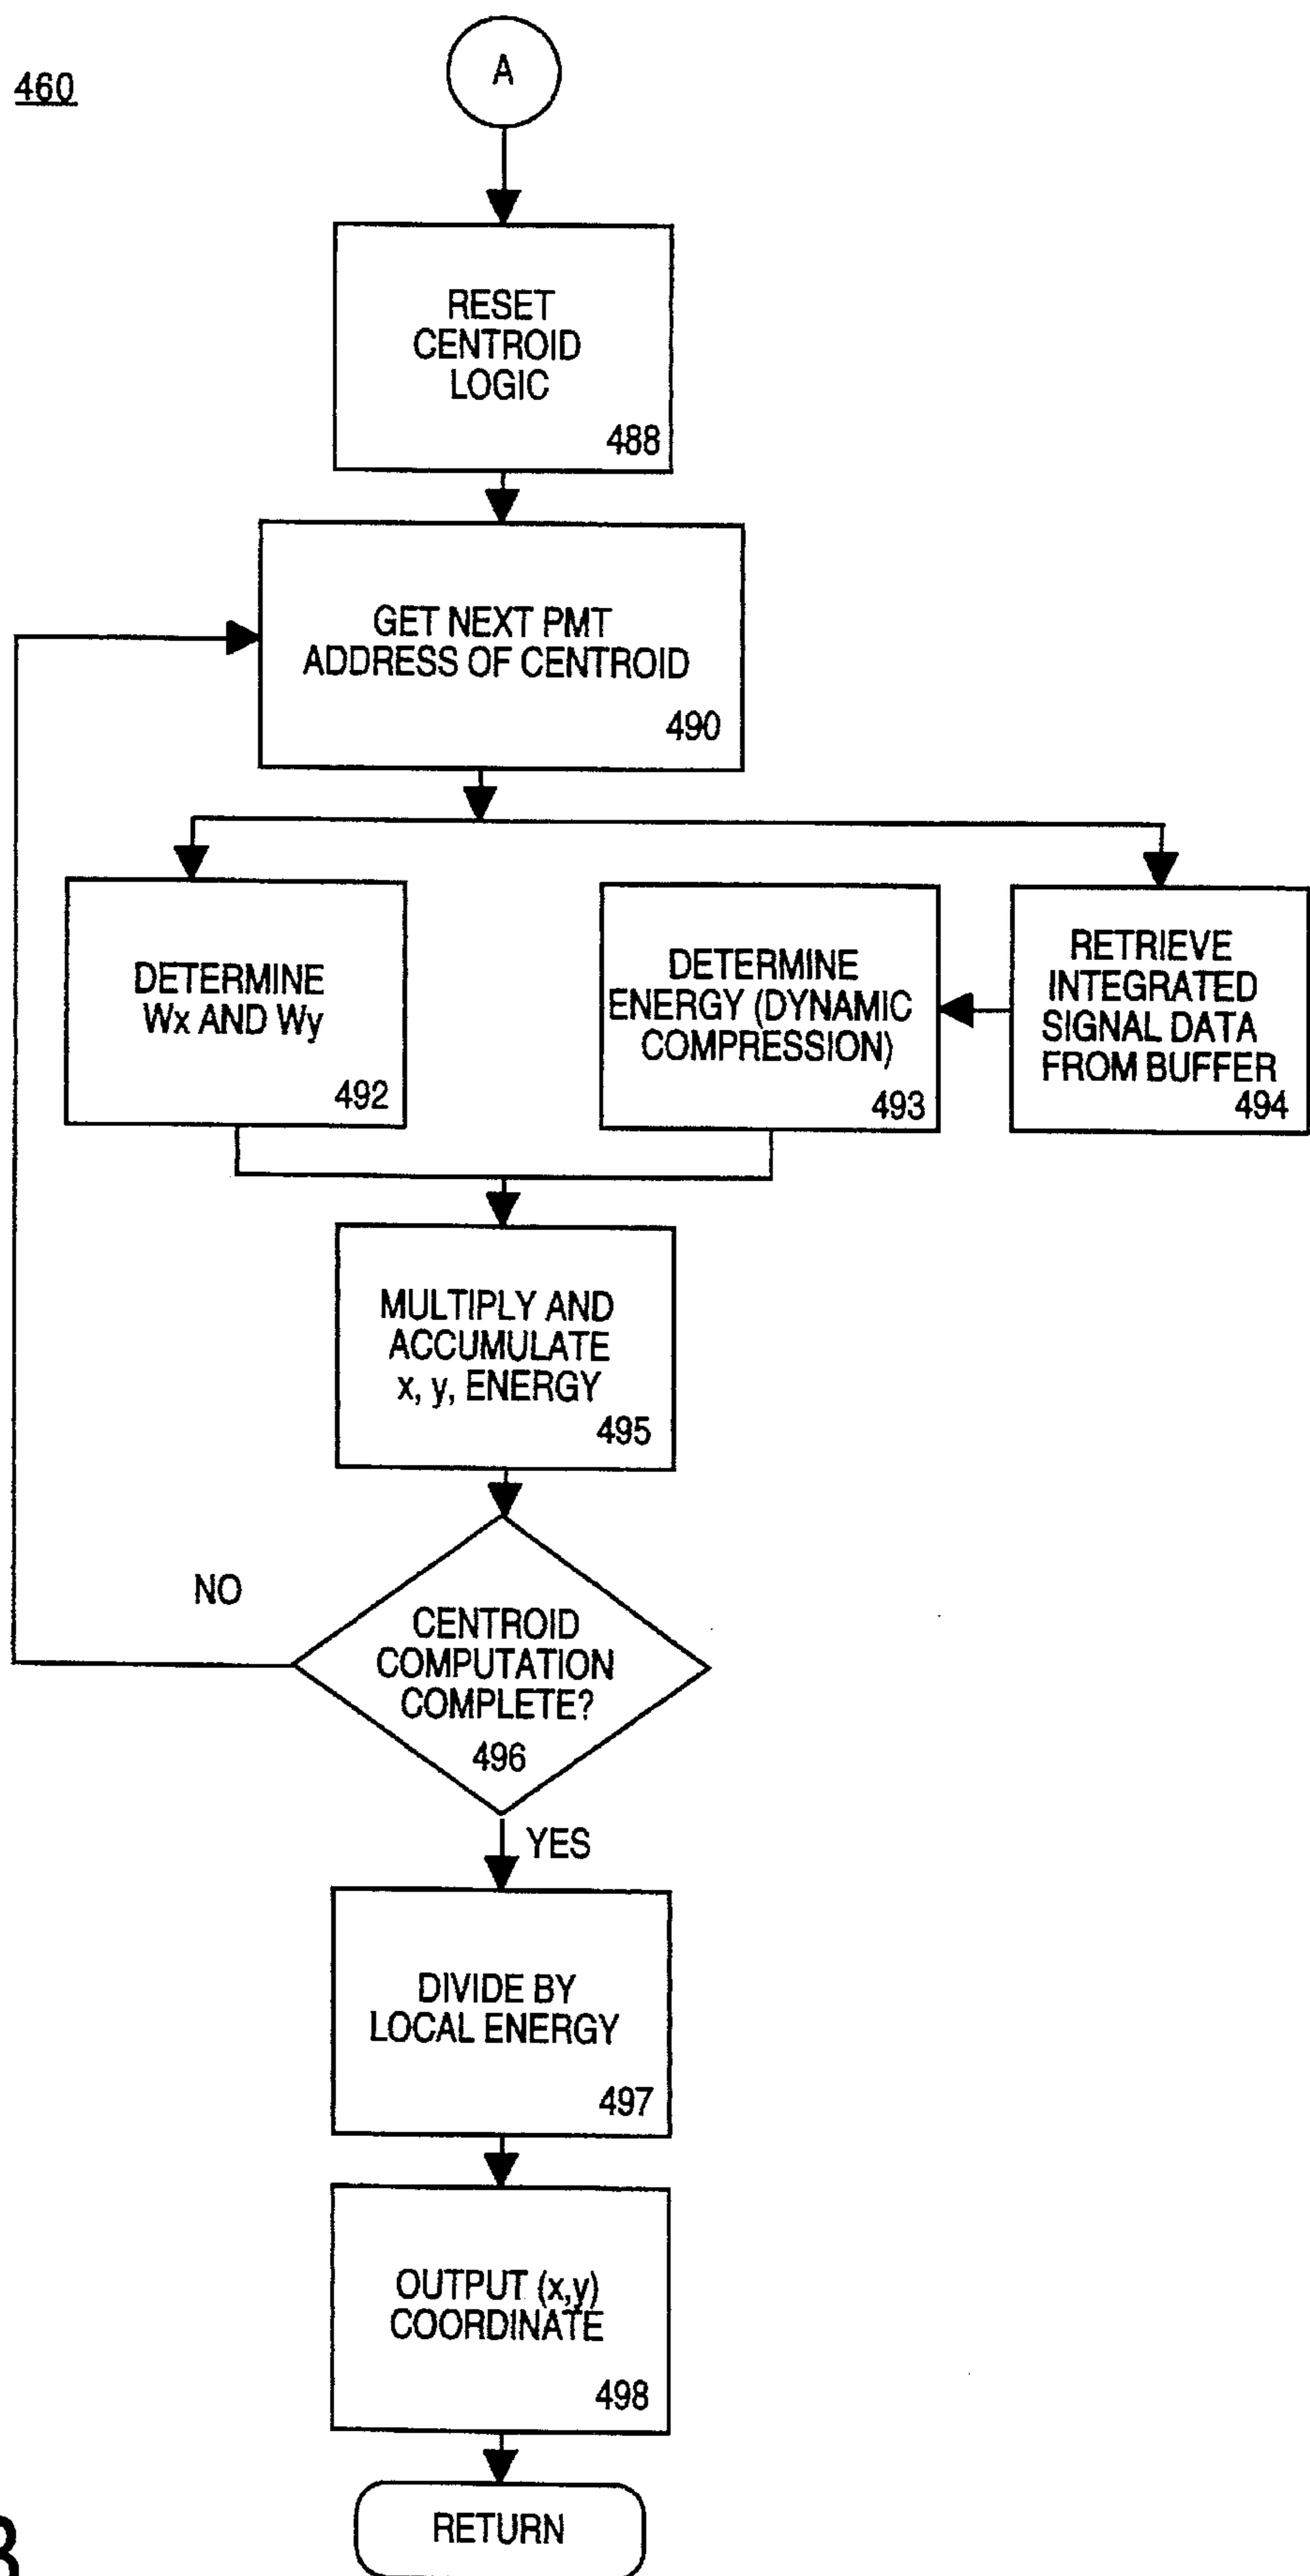 460
A
RESET
CENTROID
LOGIC
488
GET NEXT PMT
ADDRESS OF CENTROID
490
DETERMINE
Wx AND Wy
492
DETERMINE
ENERGY (DYNAMIC
COMPRESSION)
493
RETRIEVE
INTEGRATED
SIGNAL DATA
FROM BUFFER
494
MULTIPLY AND
ACCUMULATE
x, y, ENERGY
495
NO
CENTROID
COMPUTATION
COMPLETE?
496
YES
DIVIDE BY
LOCAL ENERGY
497
OUTPUT (x,y)
COORDINATE
498
RETURN